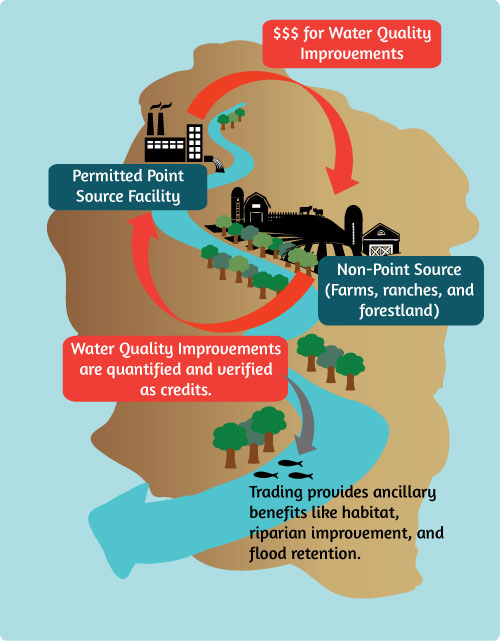 $$$ for Water Quality
Improvements
Permitted Point
Source Facility
Non-Point Source
(Farms, ranches, and
forestland)
Water Quality Improvements
are quantified and verified
as credits.
Trading provides ancillary
benefits like habitat,
riparian improvement, and
flood retention.